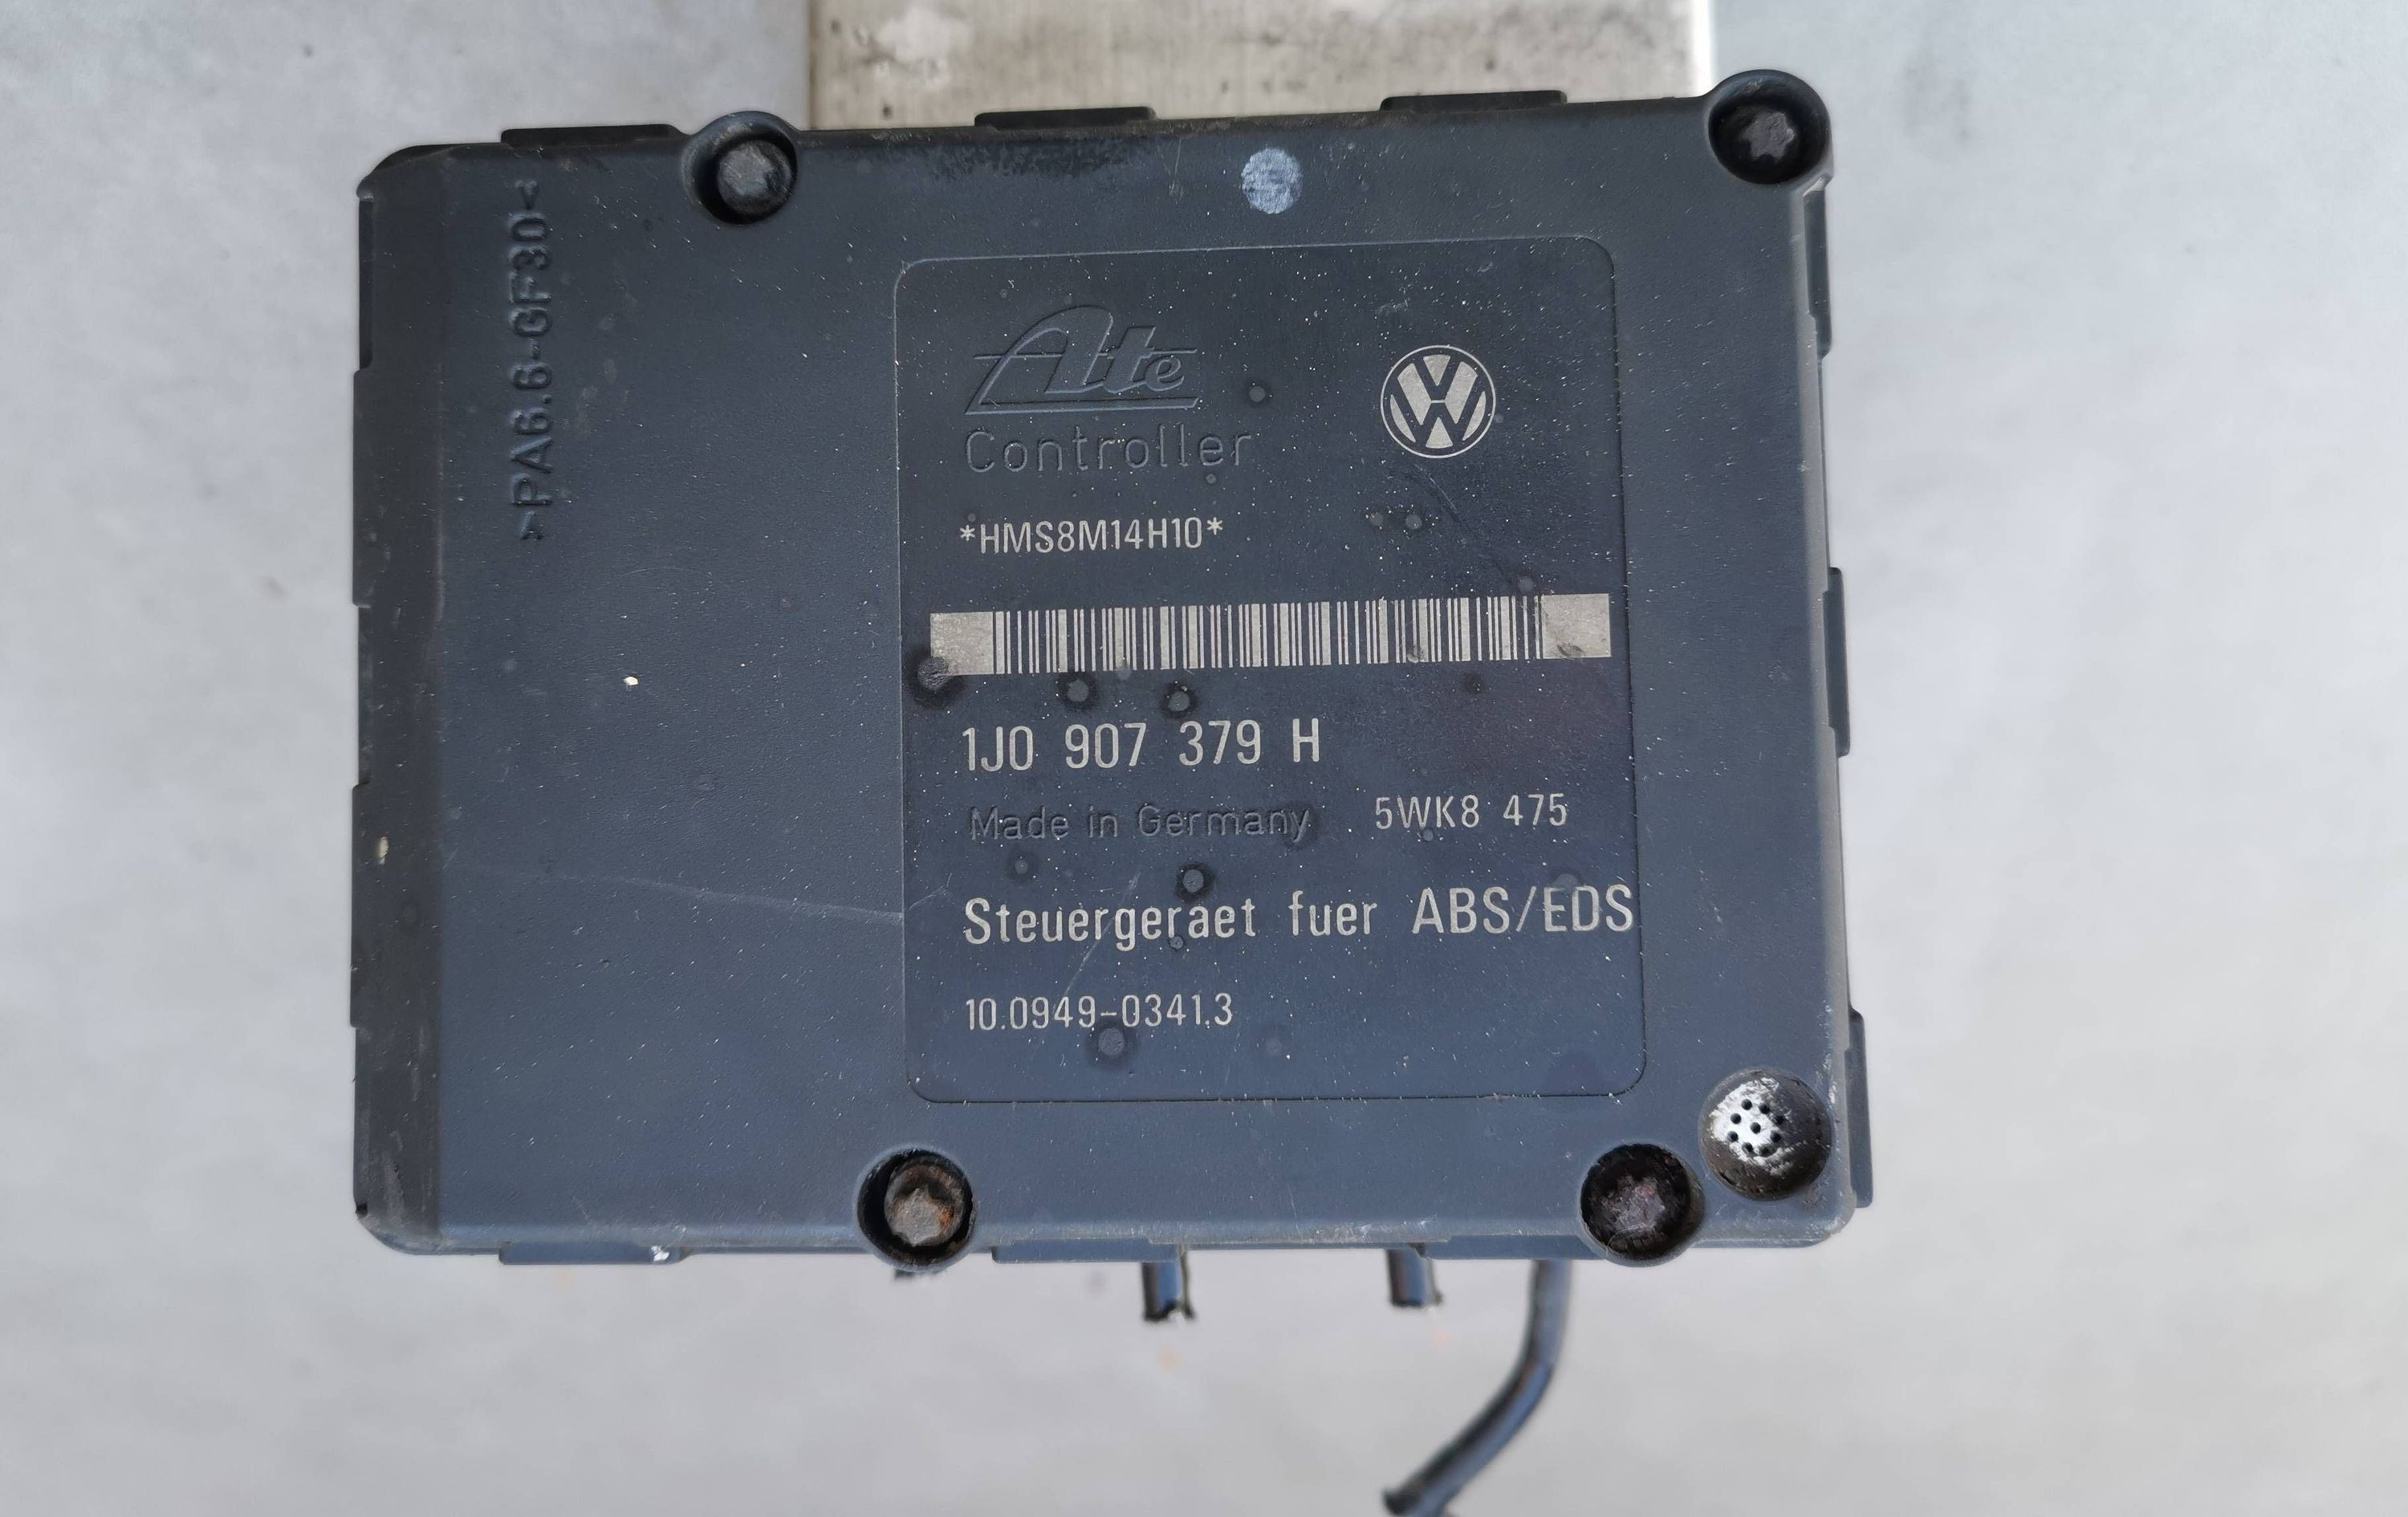 >PA6.6-GF30<
Ate
Controller
*HMS8M14H10*
1J0 907 379 H
Made in Germany 5WK8 475
Steuergeraet fuer ABS/EDS
10.0949-0341.3